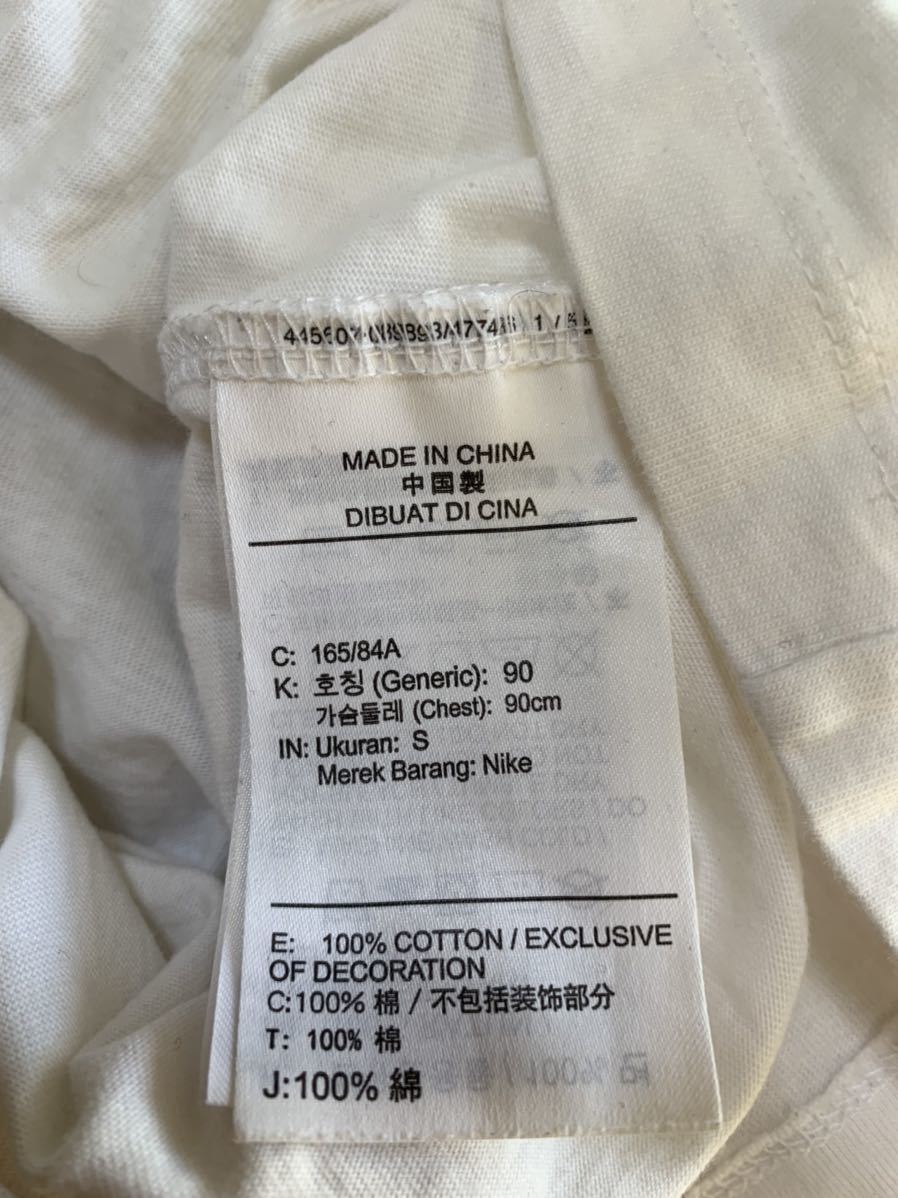 MADE IN CHINA
中国製
DIBUAT DI CINA
C: 165/84A
K: 호칭 (Generic): 90
가슴둘레 (Chest): 90cm
IN: Ukuran: S
Merek Barang: Nike
E: 100% COTTON / EXCLUSIVE
OF DECORATION
C:100% 棉 / 不包括装饰部分
T: 100% 棉
J:100% 綿